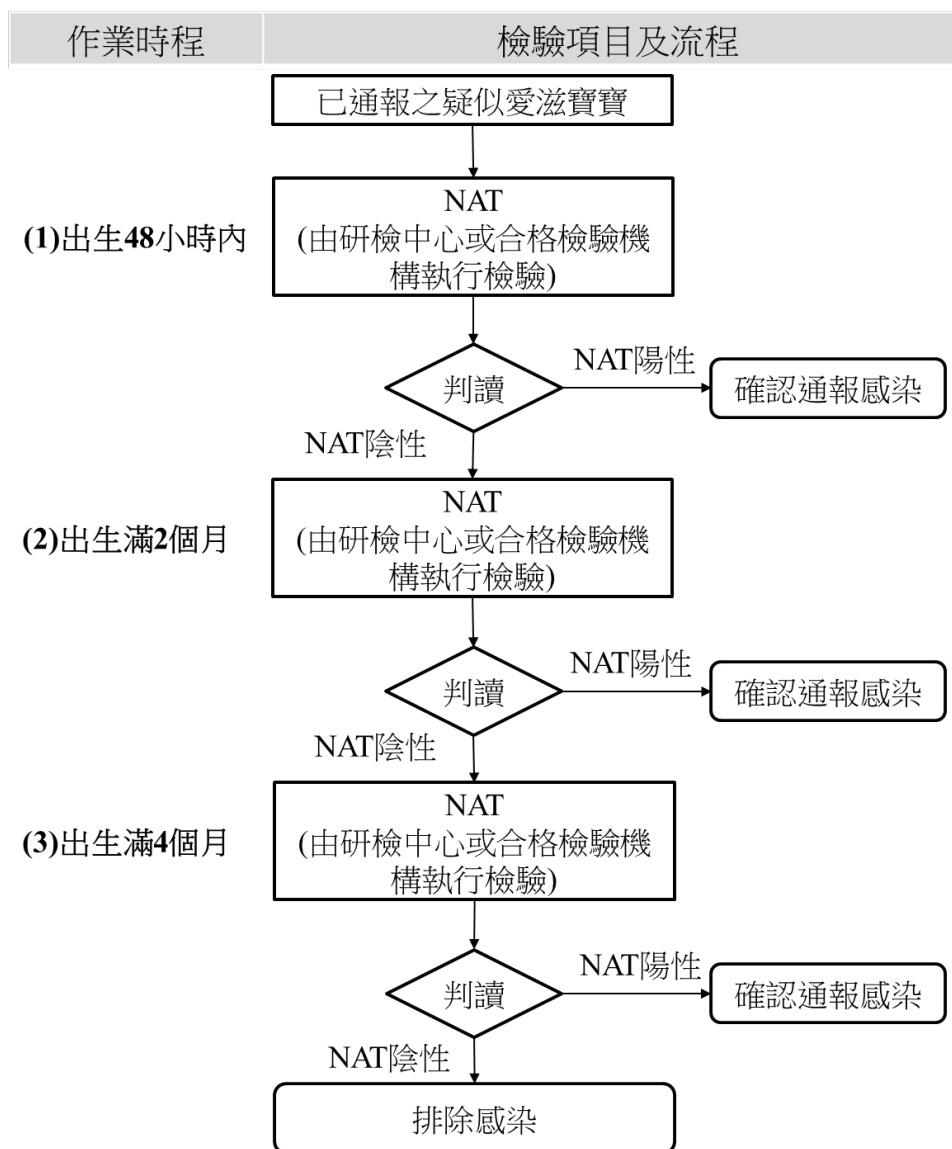 作業時程 檢驗項目及流程
已通報之疑似愛滋寶寶
(1)出生48小時內
NAT
(由研檢中心或合格檢驗機
構執行檢驗)
判讀
NAT陽性
確認通報感染
NAT陰性
(2)出生滿2個月
NAT
(由研檢中心或合格檢驗機
構執行檢驗)
判讀
NAT陽性
確認通報感染
NAT陰性
(3)出生滿4個月
NAT
(由研檢中心或合格檢驗機
構執行檢驗)
判讀
NAT陽性
確認通報感染
NAT陰性
排除感染